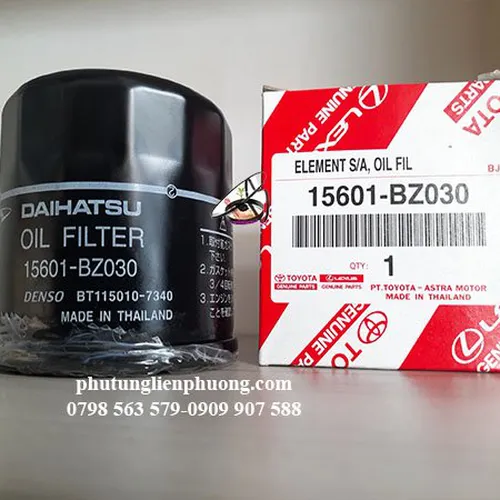 DAIHATSU
OIL FILTER
15601-BZ030
DENSO BT115010-7340
MADE IN THAILAND
TOYOTA
GENUINE PARTS
LEXUS
ELEMENT S/A, OIL FIL
15601-BZ030
QTY: 1
TOYOTA
GENUINE PARTS
LEXUS
GENUINE PARTS
PT.TOYOTA - ASTRA MOTOR
MADE IN THAILAND
TOYOTA
phutunglienphuong.com
0798 563 579-0909 907 588